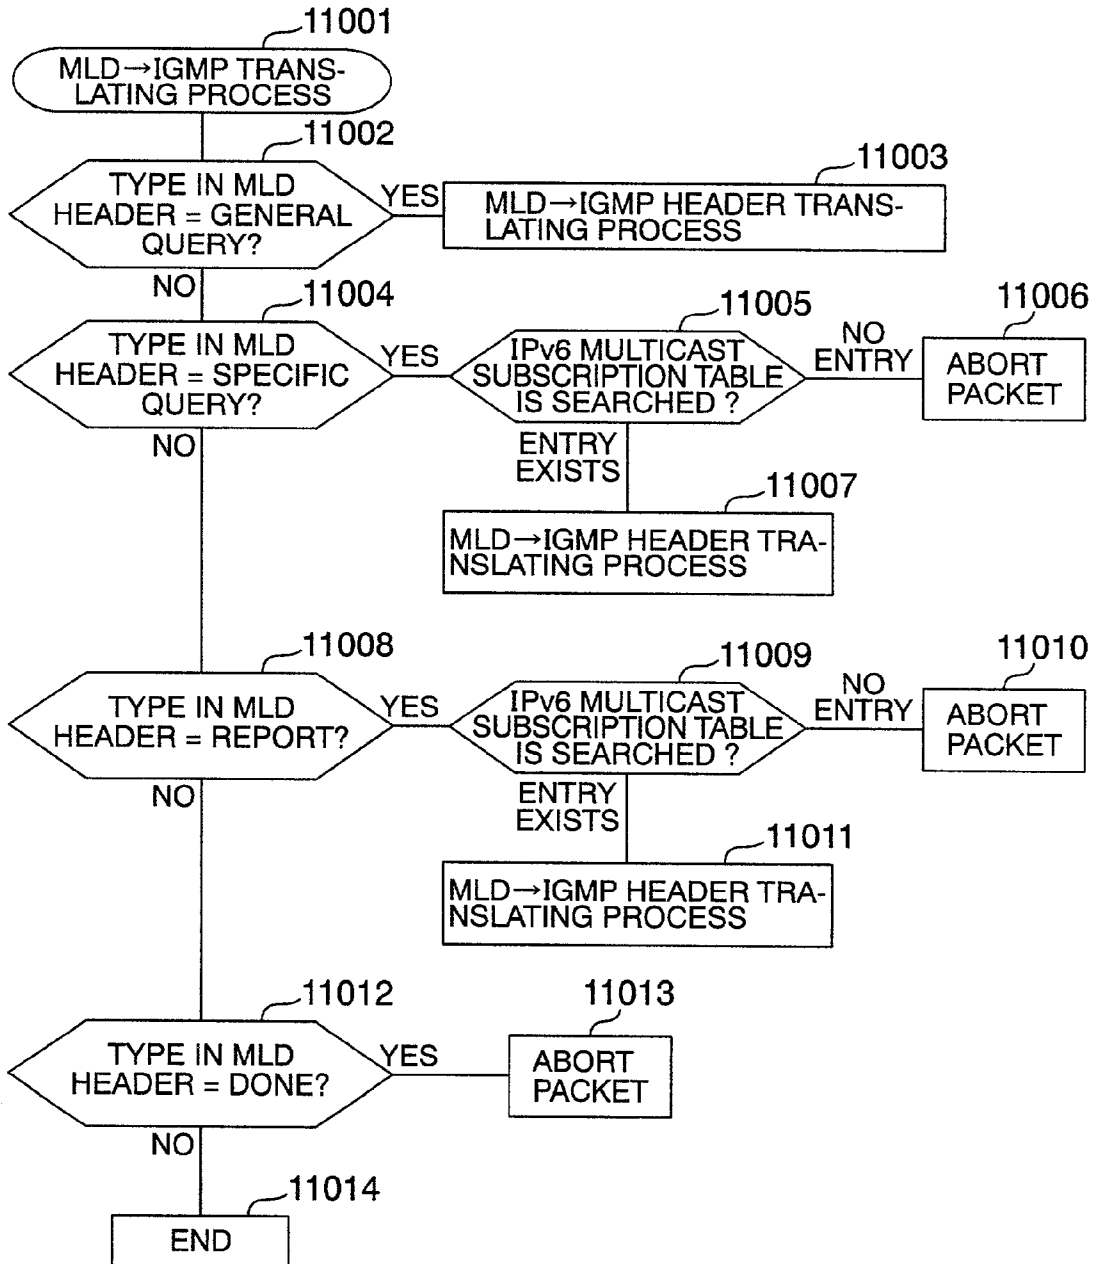 11001
MLD→IGMP TRANS-
LATING PROCESS
11002
TYPE IN MLD
HEADER = GENERAL
QUERY?
YES
11003
MLD→IGMP HEADER TRANS-
LATING PROCESS
NO
11004
TYPE IN MLD
HEADER = SPECIFIC
QUERY?
YES
11005
IPv6 MULTICAST
SUBSCRIPTION TABLE
IS SEARCHED ?
NO
ENTRY
11006
ABORT
PACKET
NO
ENTRY
EXISTS
11007
MLD→IGMP HEADER TRA-
NSLATING PROCESS
11008
TYPE IN MLD
HEADER = REPORT?
YES
11009
IPv6 MULTICAST
SUBSCRIPTION TABLE
IS SEARCHED ?
NO
ENTRY
11010
ABORT
PACKET
NO
ENTRY
EXISTS
11011
MLD→IGMP HEADER TRA-
NSLATING PROCESS
11012
TYPE IN MLD
HEADER = DONE?
YES
11013
ABORT
PACKET
NO
11014
END